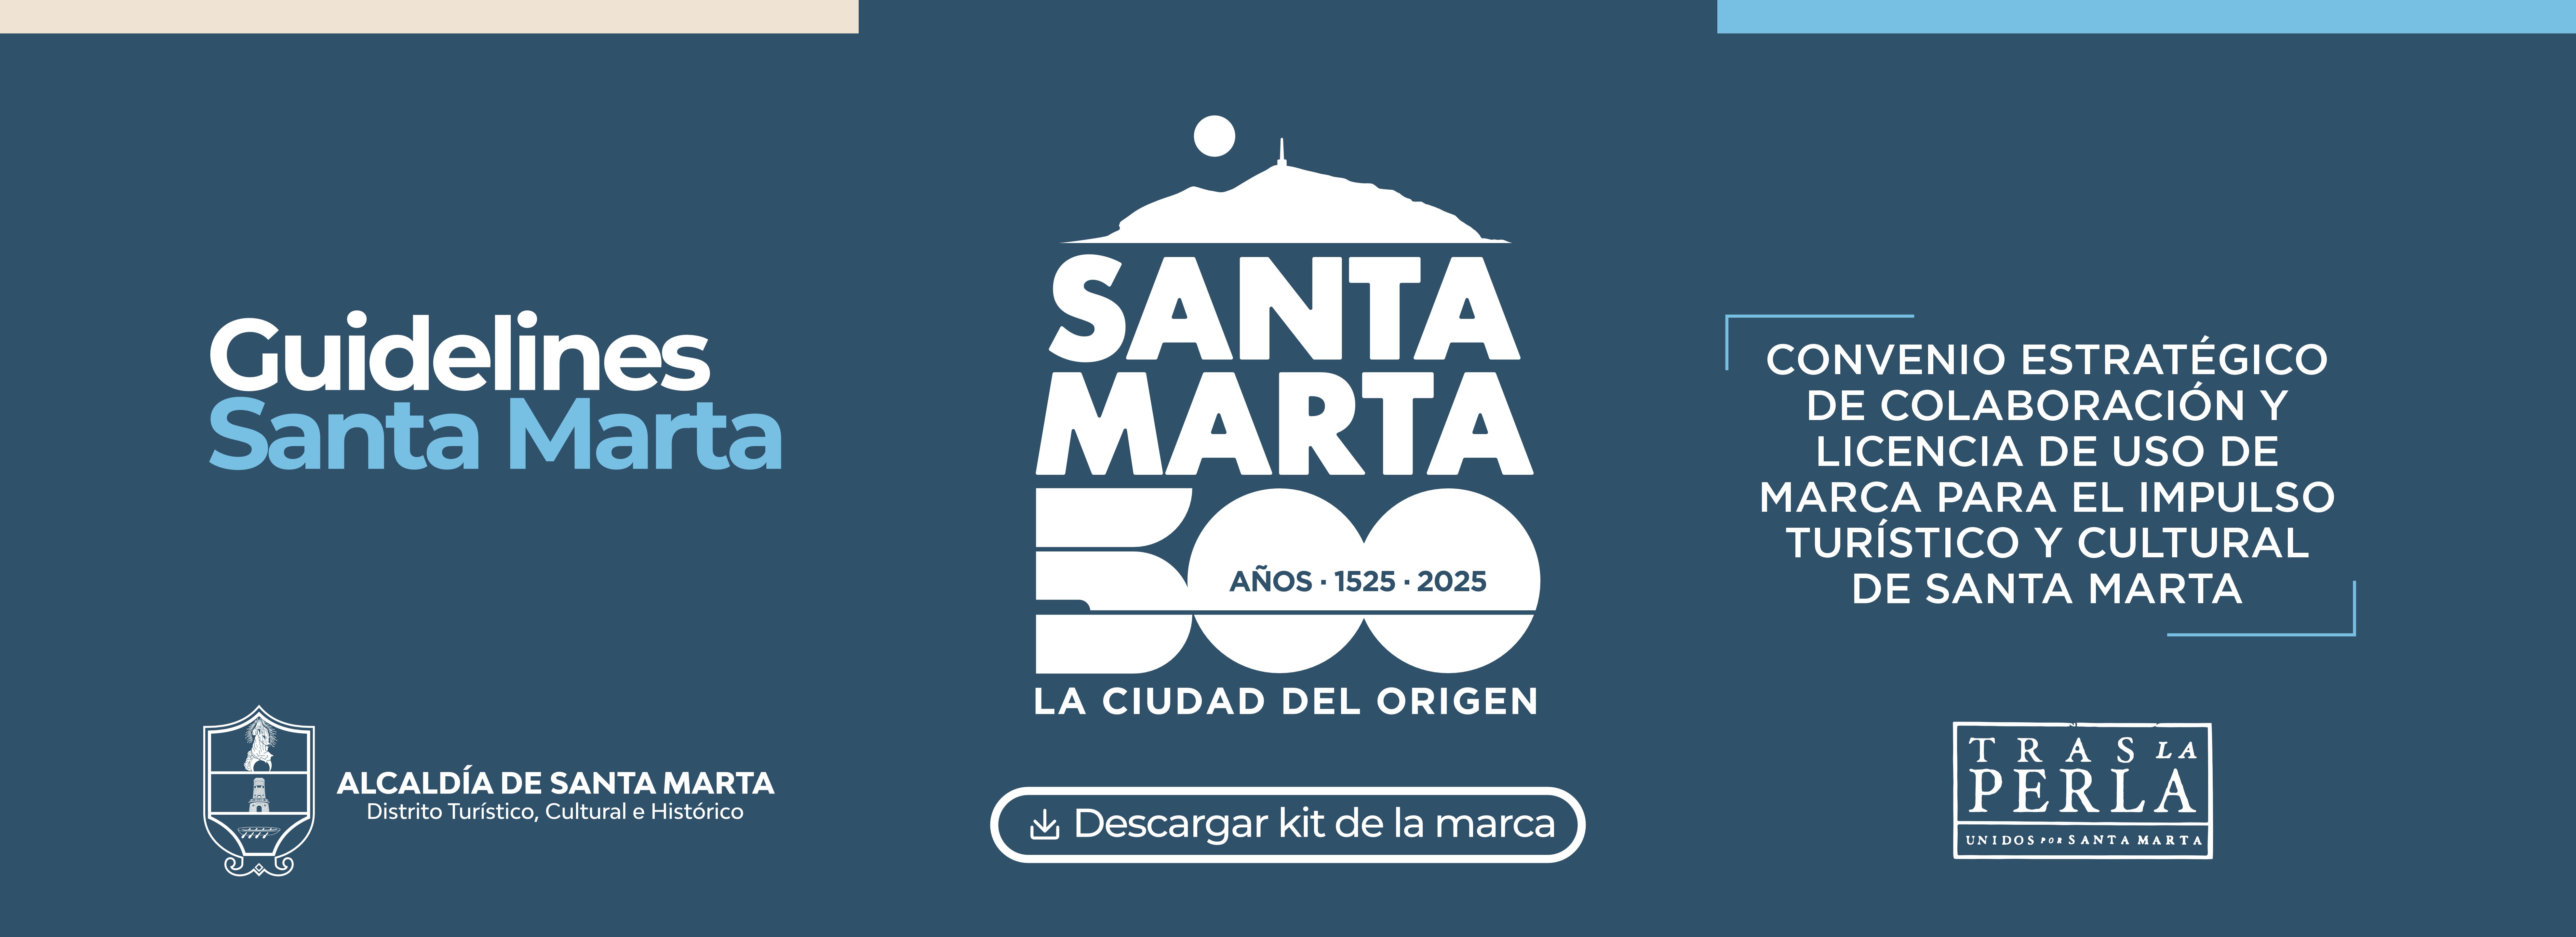 Guidelines
Santa Marta
ALCALDÍA DE SANTA MARTA
Distrito Turístico, Cultural e Histórico
SANTA
MARTA
500
AÑOS · 1525 · 2025
LA CIUDAD DEL ORIGEN
Descargar kit de la marca
CONVENIO ESTRATÉGICO
DE COLABORACIÓN Y
LICENCIA DE USO DE
MARCA PARA EL IMPULSO
TURÍSTICO Y CULTURAL
DE SANTA MARTA
TRAS LA
PERLA
UNIDOS POR SANTA MARTA